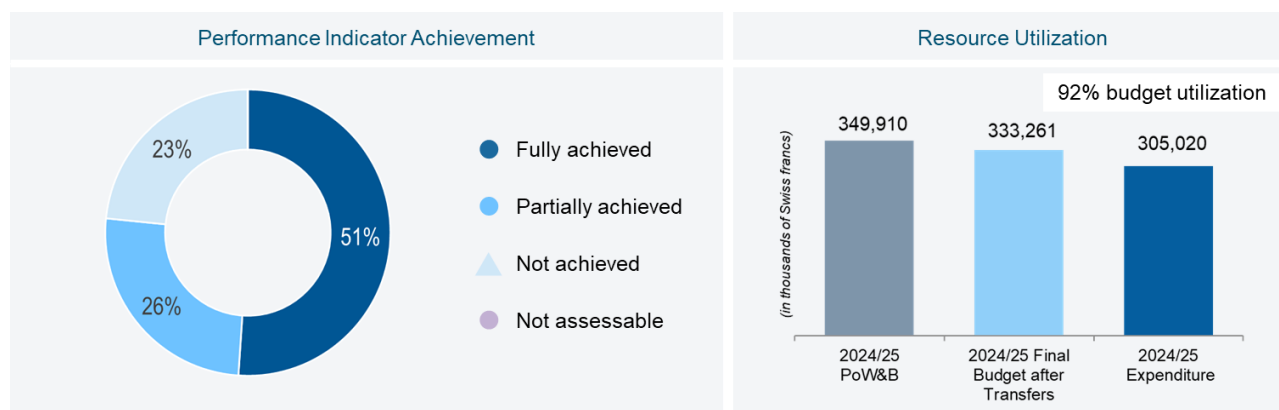 Performance Indicator Achievement
23%
51%
26%
Fully achieved
Partially achieved
Not achieved
Not assessable
Resource Utilization
92% budget utilization
(in thousands of Swiss francs)
349,910
333,261
305,020
2024/25
PoW&B
2024/25 Final
Budget after
Transfers
2024/25
Expenditure